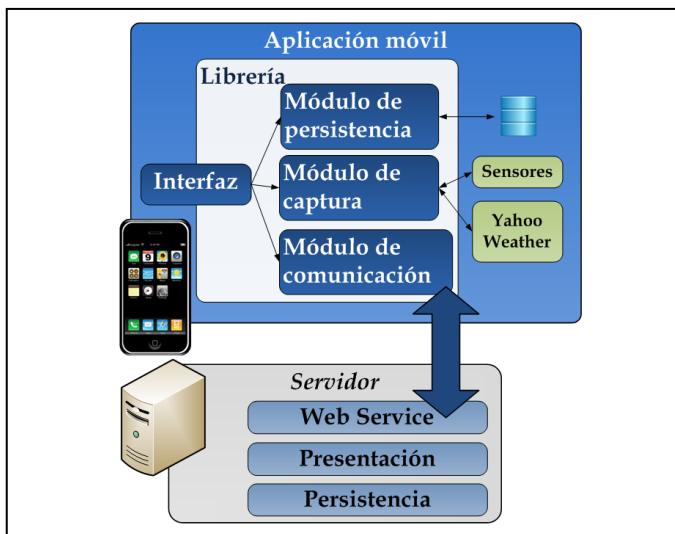 Aplicación móvil
Librería
Módulo de
persistencia
Interfaz
Módulo de
captura
Sensores
Yahoo
Weather
Módulo de
comunicación
9
Servidor
Web Service
Presentación
Persistencia